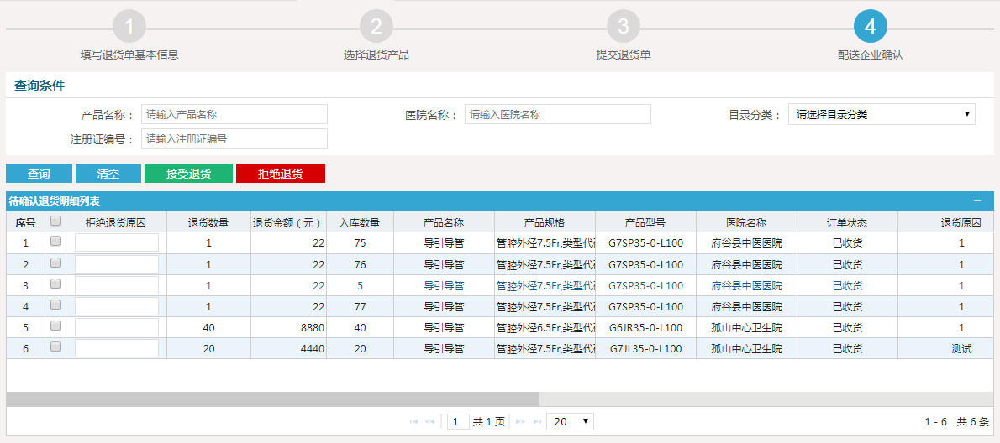 1 2 3 4
填写退货单基本信息 选择退货产品 提交退货单 配送企业确认
查询条件
产品名称： 请输入产品名称 医院名称： 请输入医院名称 目录分类： 请选择目录分类
注册证编号： 请输入注册证编号
查询 清空 接受退货 拒绝退货
待确认退货明细列表
序号 拒绝退货原因 退货数量 退货金额（元） 入库数量 产品名称 产品规格 产品型号 医院名称 订单状态 退货原因
1 1 22 75 导引导管 管腔外径7.5Fr,类型代 G7SP35-0-L100 府谷县中医医院 已收货 1
2 1 22 76 导引导管 管腔外径7.5Fr,类型代 G7SP35-0-L100 府谷县中医医院 已收货 1
3 1 22 5 导引导管 管腔外径7.5Fr,类型代 G7SP35-0-L100 府谷县中医医院 已收货 1
4 1 22 77 导引导管 管腔外径7.5Fr,类型代 G7SP35-0-L100 府谷县中医医院 已收货 1
5 40 8880 40 导引导管 管腔外径6.5Fr,类型代 G6JR35-0-L100 孤山中心卫生院 已收货 1
6 20 4440 20 导引导管 管腔外径7.5Fr,类型代 G7JL35-0-L100 孤山中心卫生院 已收货 测试
1 共 1 页 20 1 - 6 共 6 条